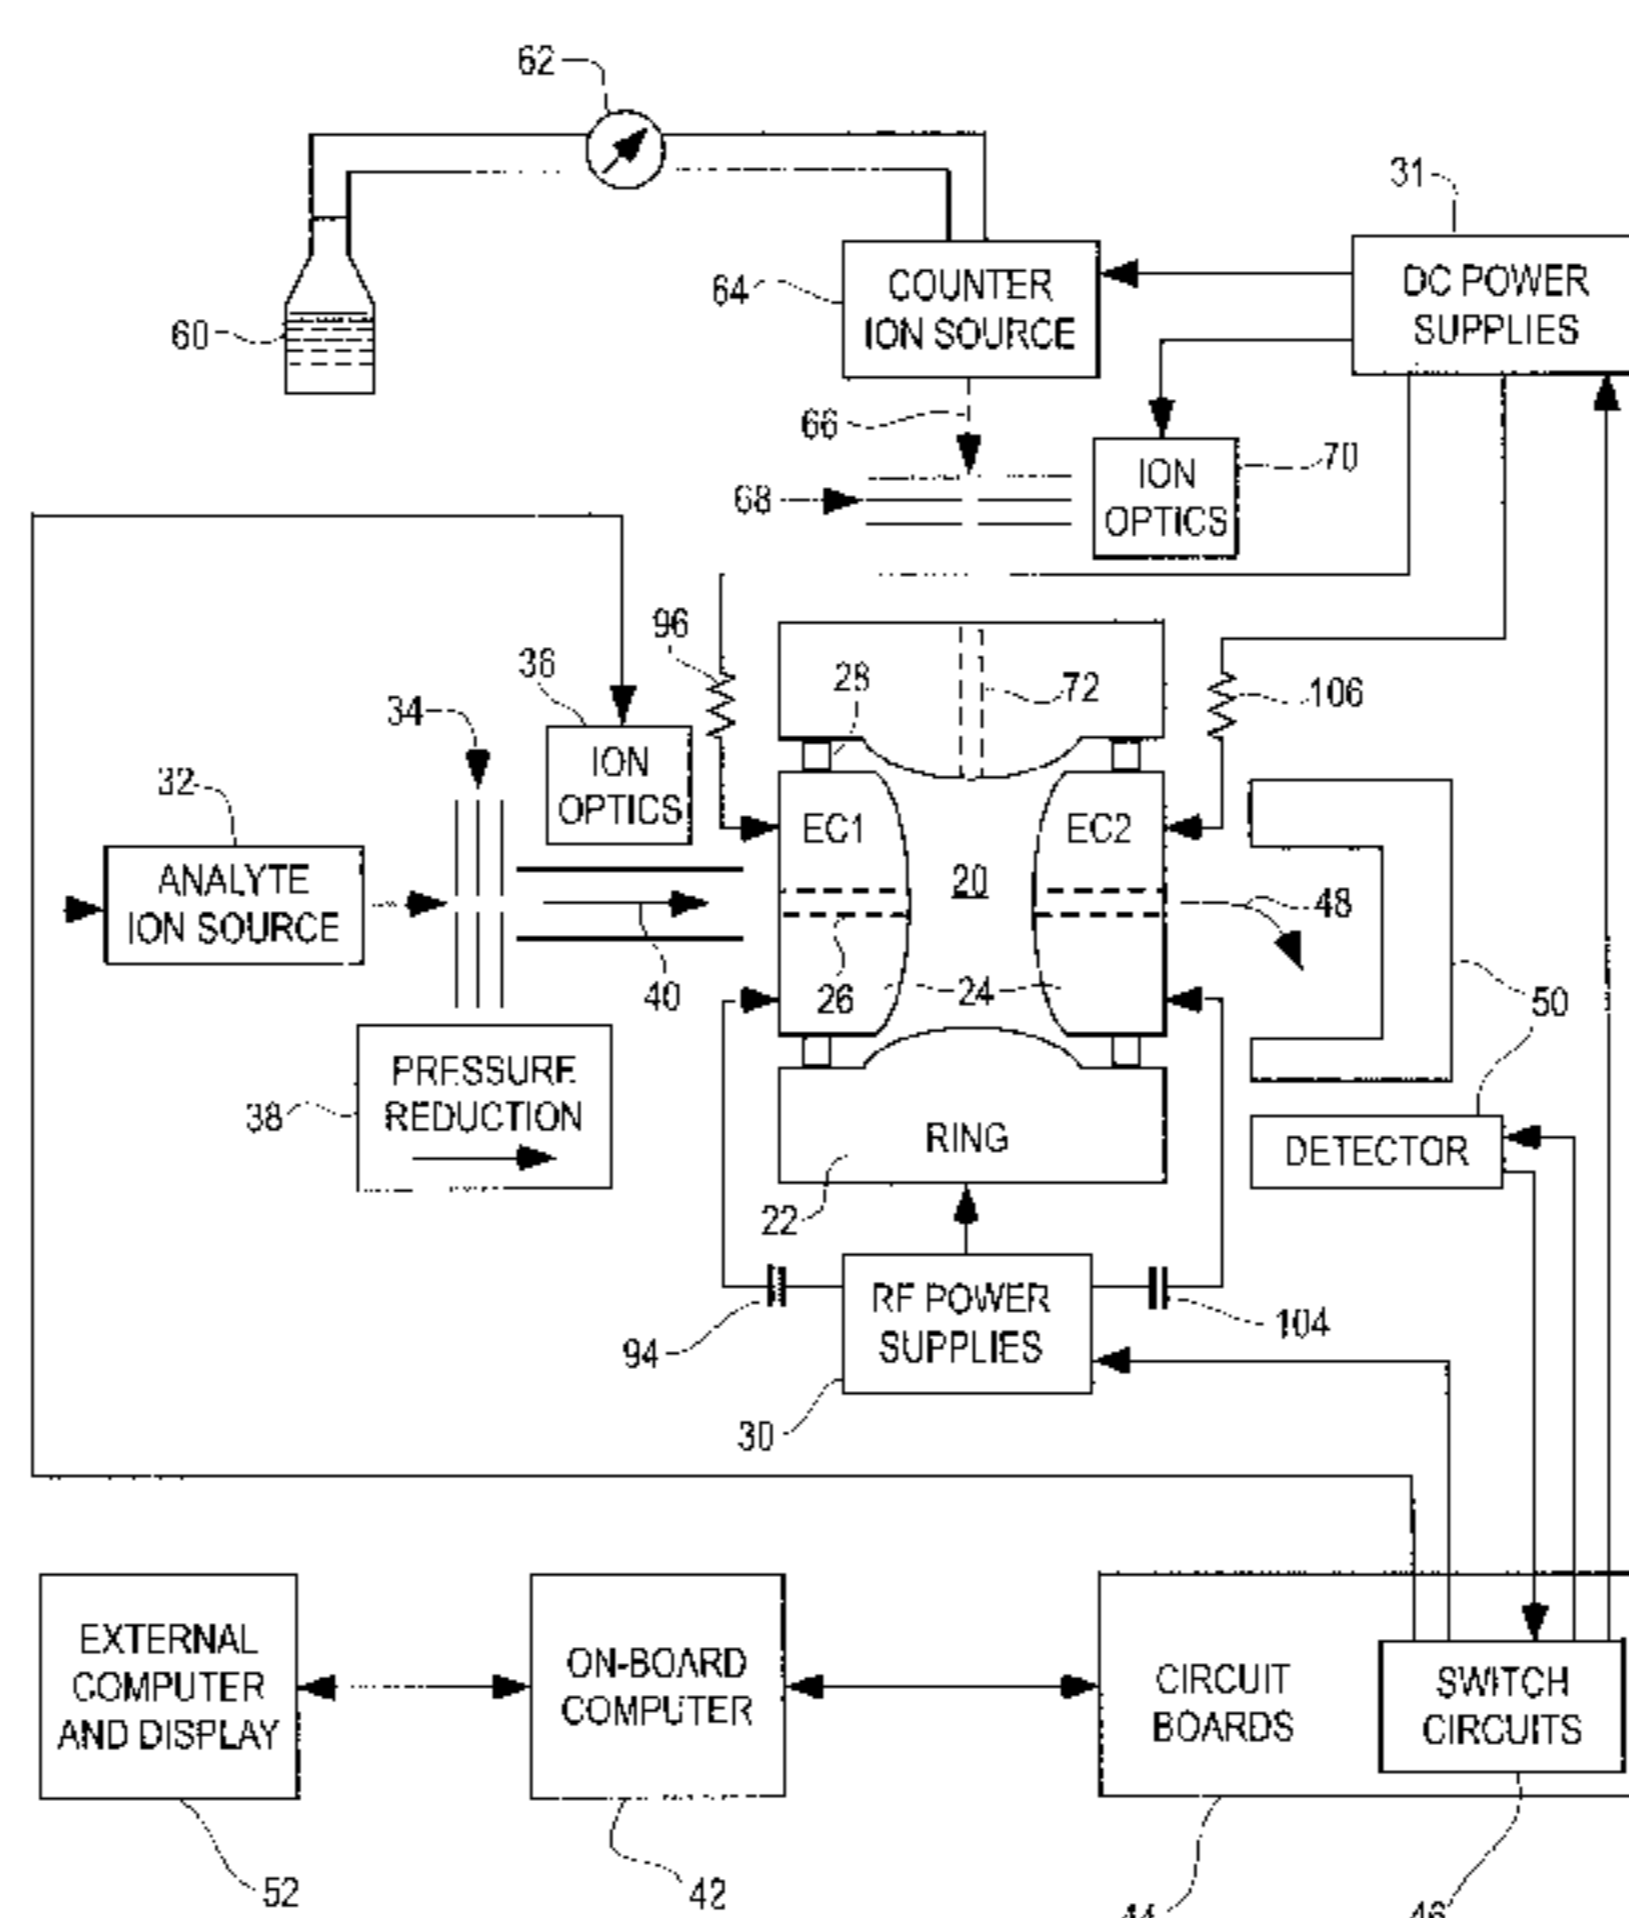 62
31
COUNTER
ION SOURCE
64
DC POWER
SUPPLIES
60
66
ION
OPTICS
70
68
96
36
28
72
106
34
ION
OPTICS
32
EC1
EC2
ANALYTE
ION SOURCE
20
48
40
26
24
50
PRESSURE
REDUCTION
38
RING
DETECTOR
22
RF POWER
SUPPLIES
104
94
30
EXTERNAL
COMPUTER
AND DISPLAY
ON-BOARD
COMPUTER
CIRCUIT
BOARDS
SWITCH
CIRCUITS
52
42
44
46